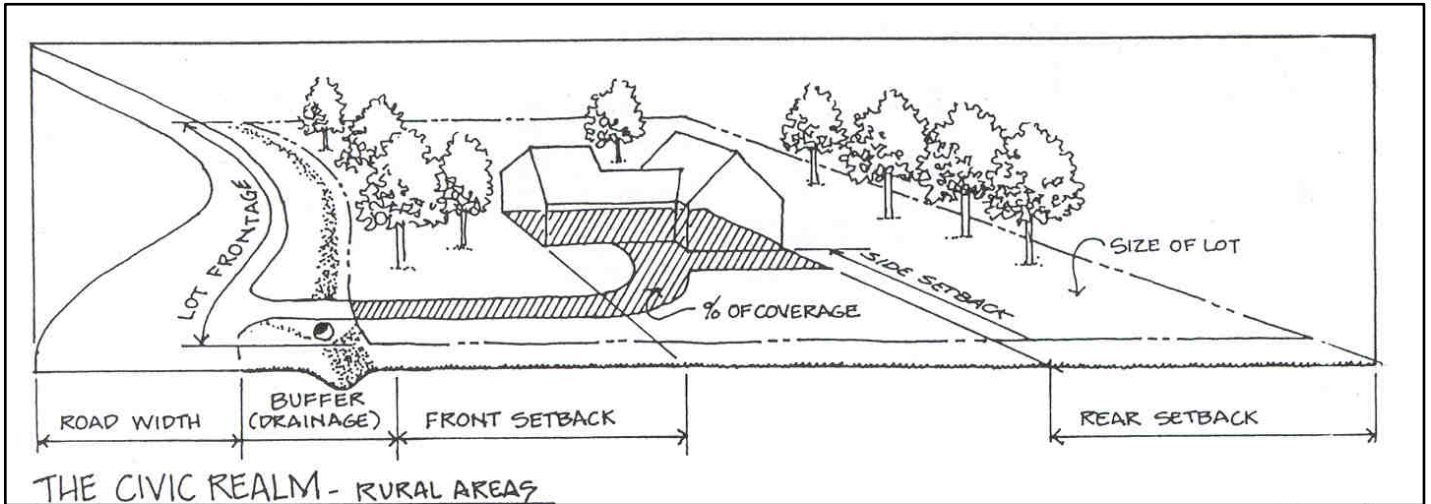 LOT FRONTAGE
SIZE OF LOT
SIDE SETBACK
% OF COVERAGE
ROAD WIDTH
BUFFER
(DRAINAGE)
FRONT SETBACK
REAR SETBACK
THE CIVIC REALM - RURAL AREAS